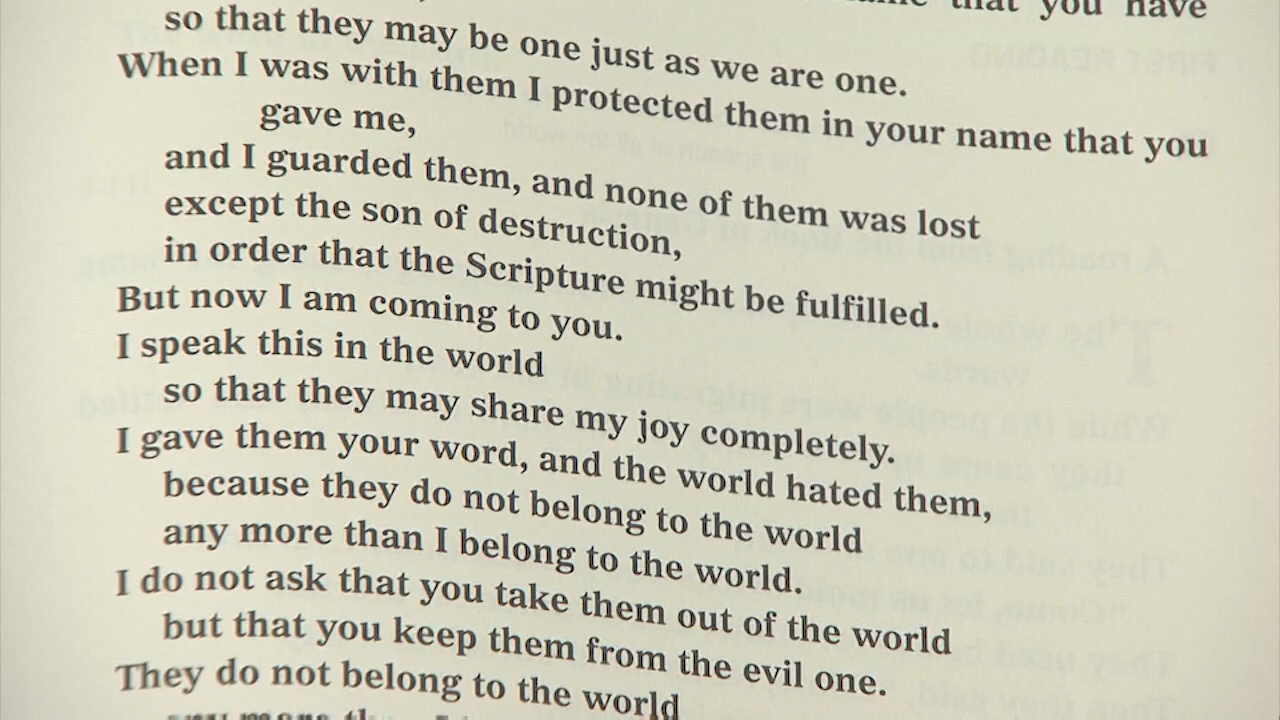 that you have
so that they may be one just as we are one.
When I was with them I protected them in your name that you
gave me,
and I guarded them, and none of them was lost
except the son of destruction,
in order that the Scripture might be fulfilled.
But now I am coming to you.
I speak this in the world
so that they may share my joy completely.
I gave them your word, and the world hated them,
because they do not belong to the world
any more than I belong to the world.
I do not ask that you take them out of the world
but that you keep them from the evil one.
They do not belong to the world